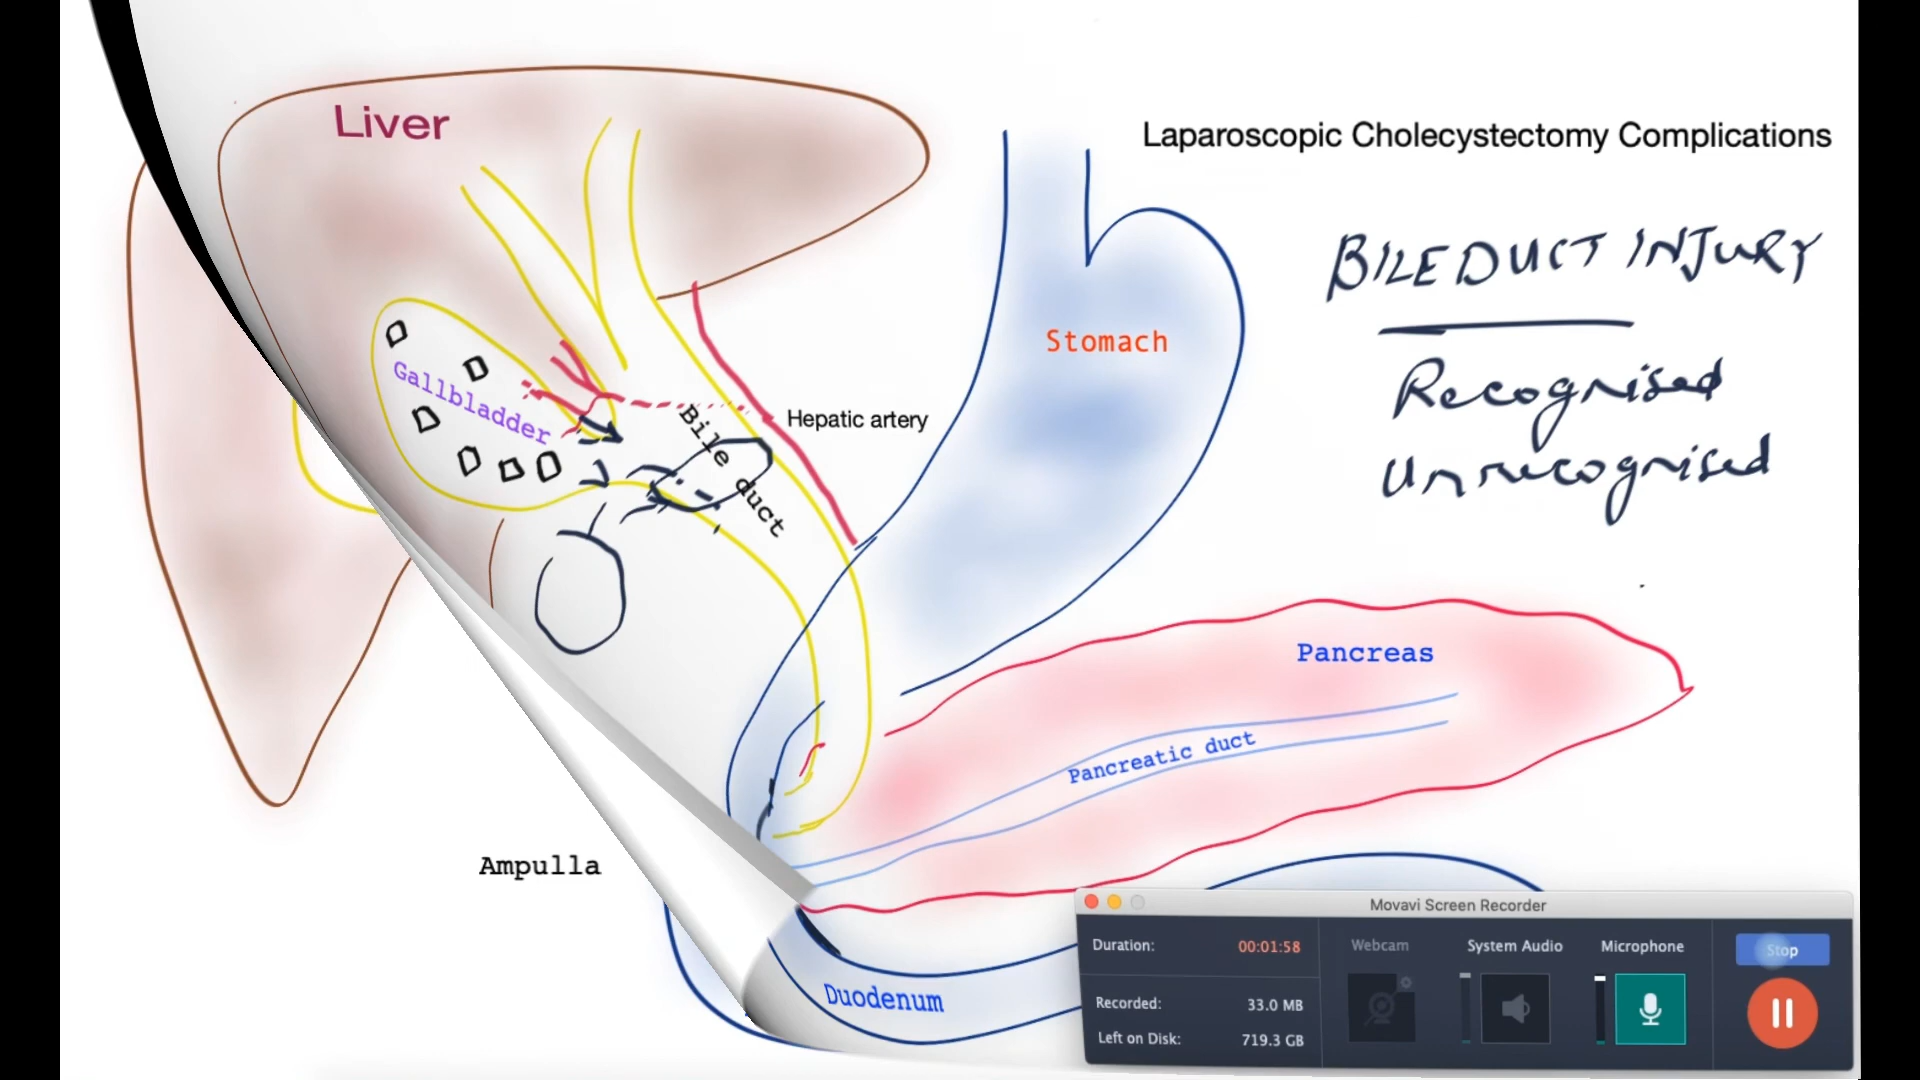 Liver
Laparoscopic Cholecystectomy Complications
BILE DUCT INJURY
Recognised
Unrecognised
Stomach
Gallbladder
Bile duct
Hepatic artery
Pancreas
Pancreatic duct
Ampulla
Duodenum
Movavi Screen Recorder
Duration: 00:01:58
Recorded: 33.0 MB
Left on Disk: 719.3 GB
Webcam
System Audio
Microphone
Stop